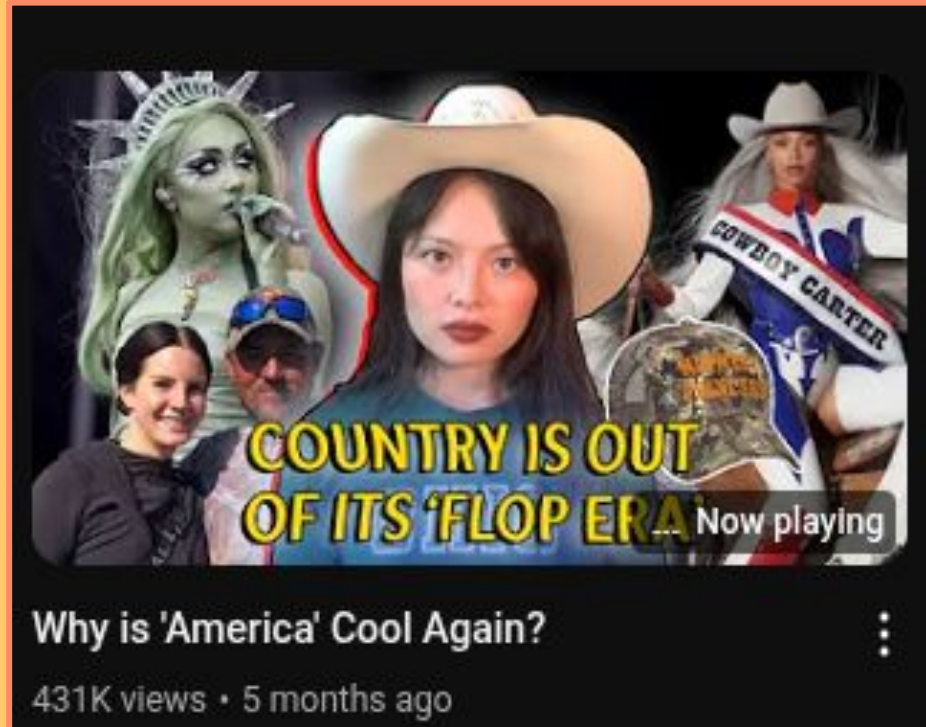 COWBOY CARTER
COUNTRY IS OUT
OF ITS 'FLOP ERA'
... Now playing
Why is 'America' Cool Again?
431K views • 5 months ago